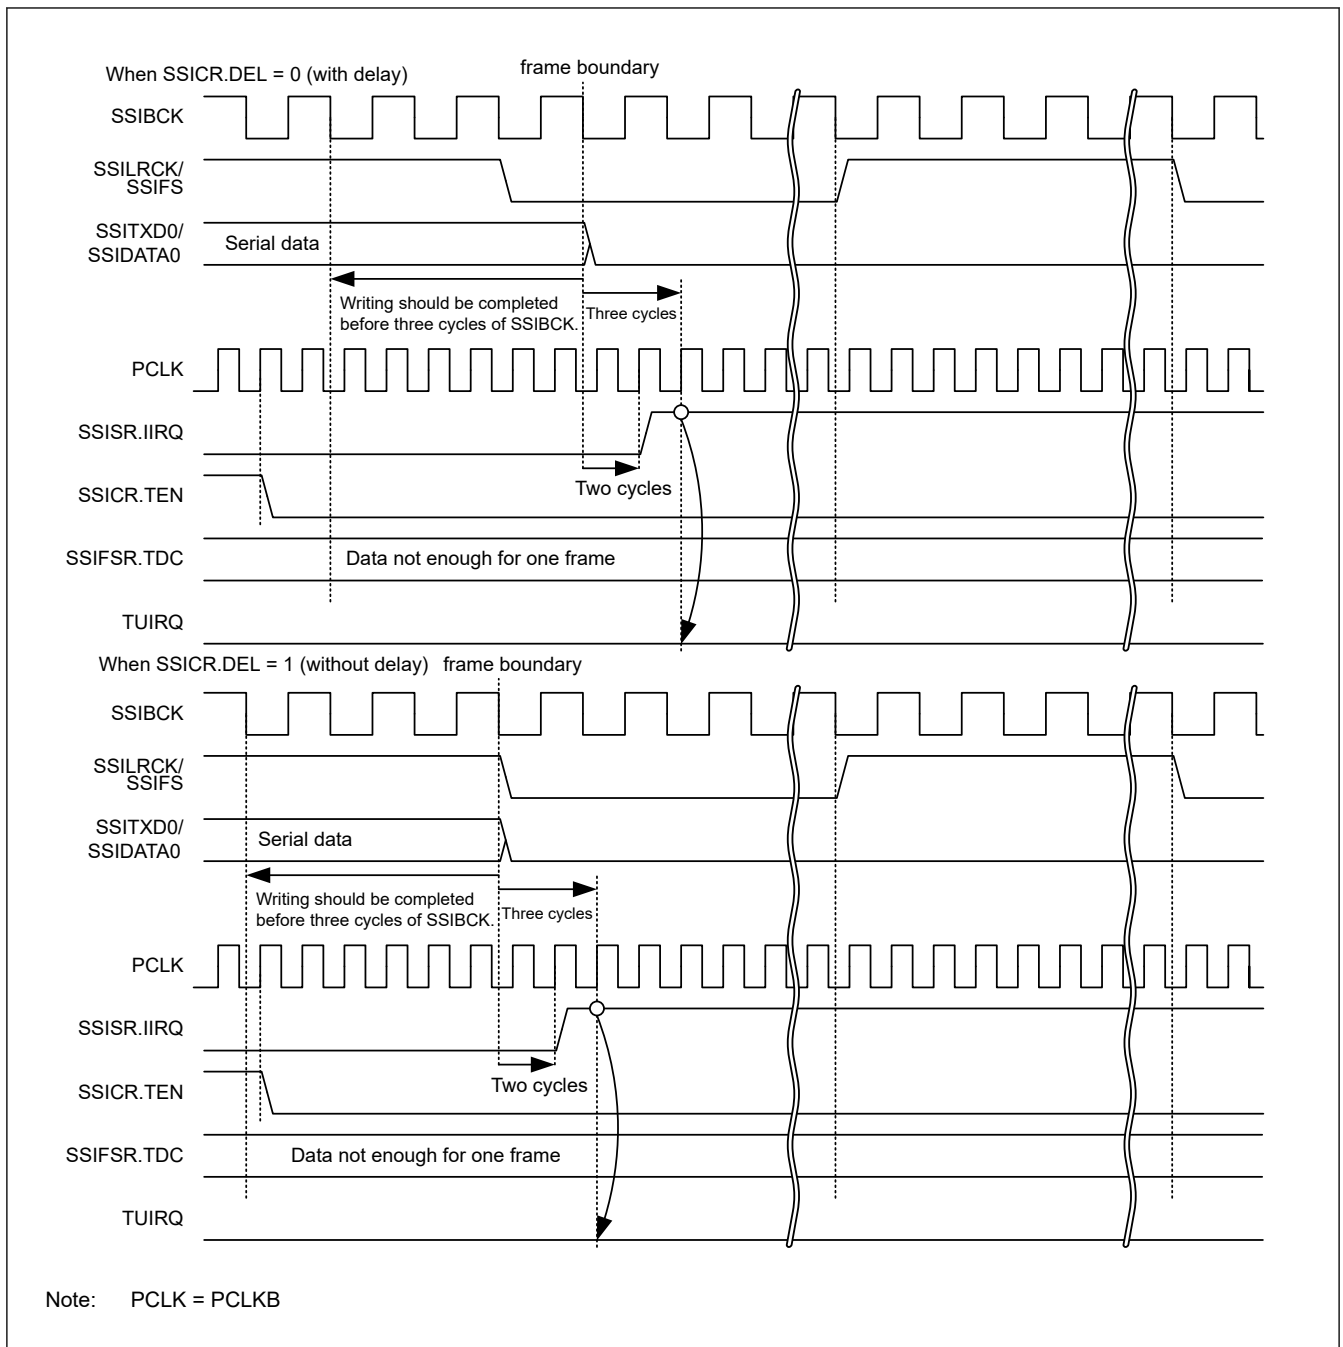 When SSICR.DEL = 0 (with delay)
frame boundary
SSIBCK
SSILRCK/
SSIFS
SSITXD0/
SSIDATA0
Serial data
Writing should be completed
before three cycles of SSIBCK.
Three cycles
PCLK
SSISR.IIRQ
Two cycles
SSICR.TEN
SSIFSR.TDC
Data not enough for one frame
TUIRQ
When SSICR.DEL = 1 (without delay)
frame boundary
SSIBCK
SSILRCK/
SSIFS
SSITXD0/
SSIDATA0
Serial data
Writing should be completed
before three cycles of SSIBCK.
Three cycles
PCLK
SSISR.IIRQ
Two cycles
SSICR.TEN
SSIFSR.TDC
Data not enough for one frame
TUIRQ
Note: PCLK = PCLKB